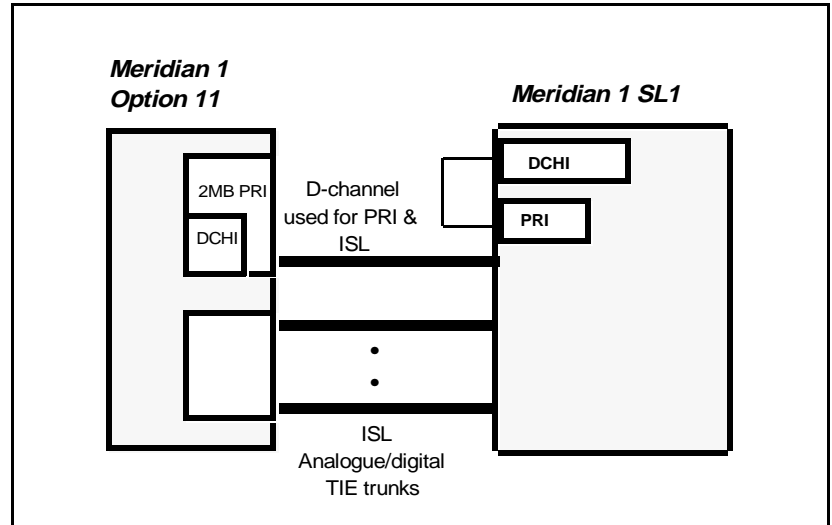 Meridian 1
Option 11
Meridian 1 SL1
2MB PRI
DCHI
D-channel
used for PRI &
ISL
DCHI
PRI
ISL
Analogue/digital
TIE trunks